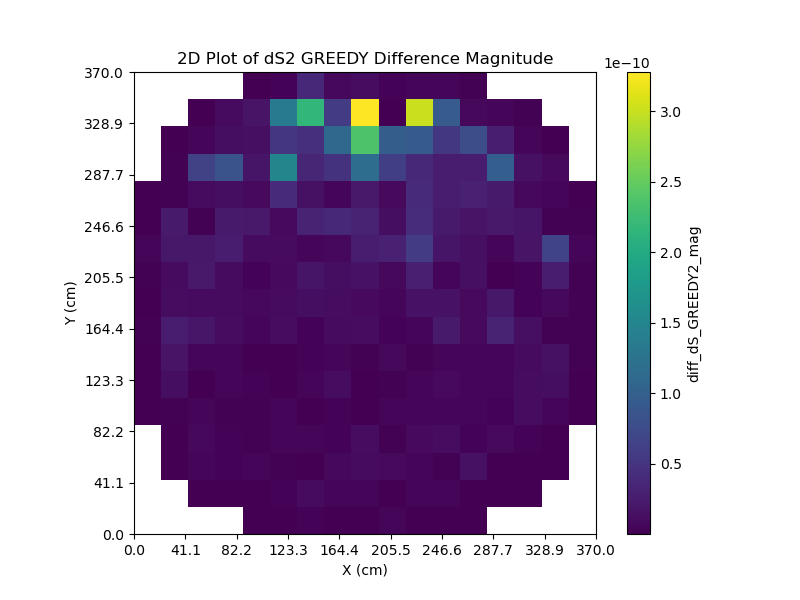 2D Plot of dS2 GREEDY Difference Magnitude
1e−10
370.0
328.9
287.7
246.6
205.5
164.4
123.3
82.2
41.1
0.0
Y (cm)
0.0 41.1 82.2 123.3 164.4 205.5 246.6 287.7 328.9 370.0
X (cm)
3.0
2.5
2.0
1.5
1.0
0.5
diff_dS_GREEDY2_mag